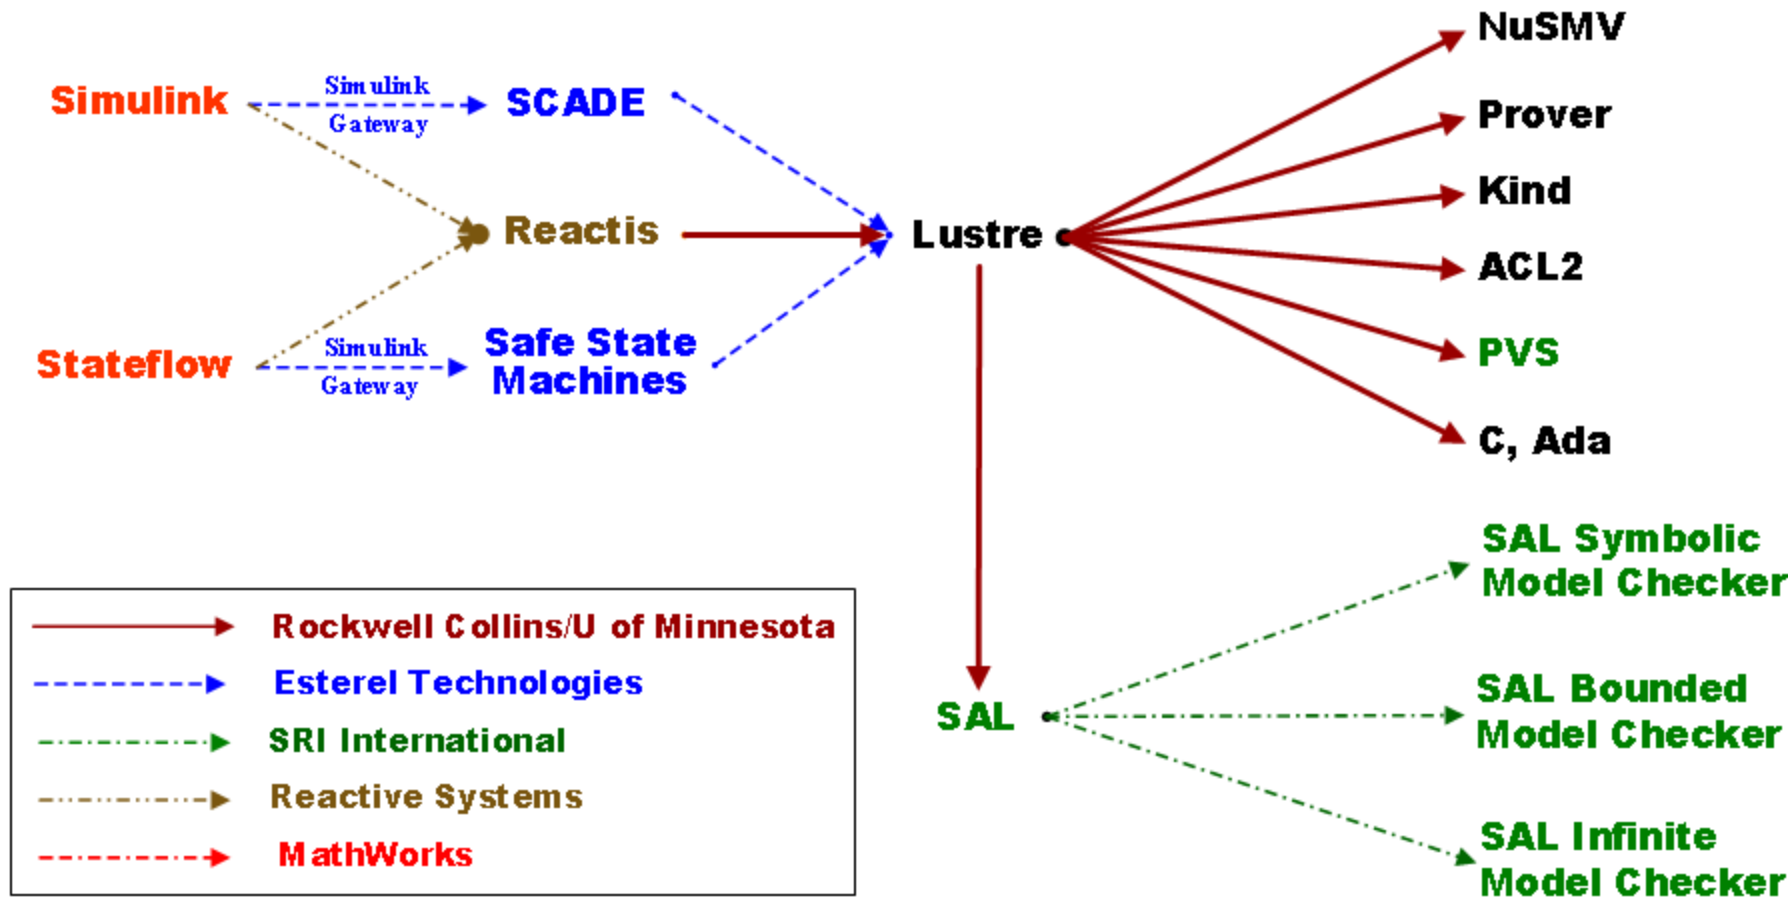 Simulink
Simulink
Gateway
SCADE
Reactis
Stateflow
Simulink
Gateway
Safe State
Machines
Lustre
NuSMV
Prover
Kind
ACL2
PVS
C, Ada
SAL
SAL Symbolic
Model Checker
SAL Bounded
Model Checker
SAL Infinite
Model Checker
Rockwell Collins/U of Minnesota
Esterel Technologies
SRI International
Reactive Systems
MathWorks